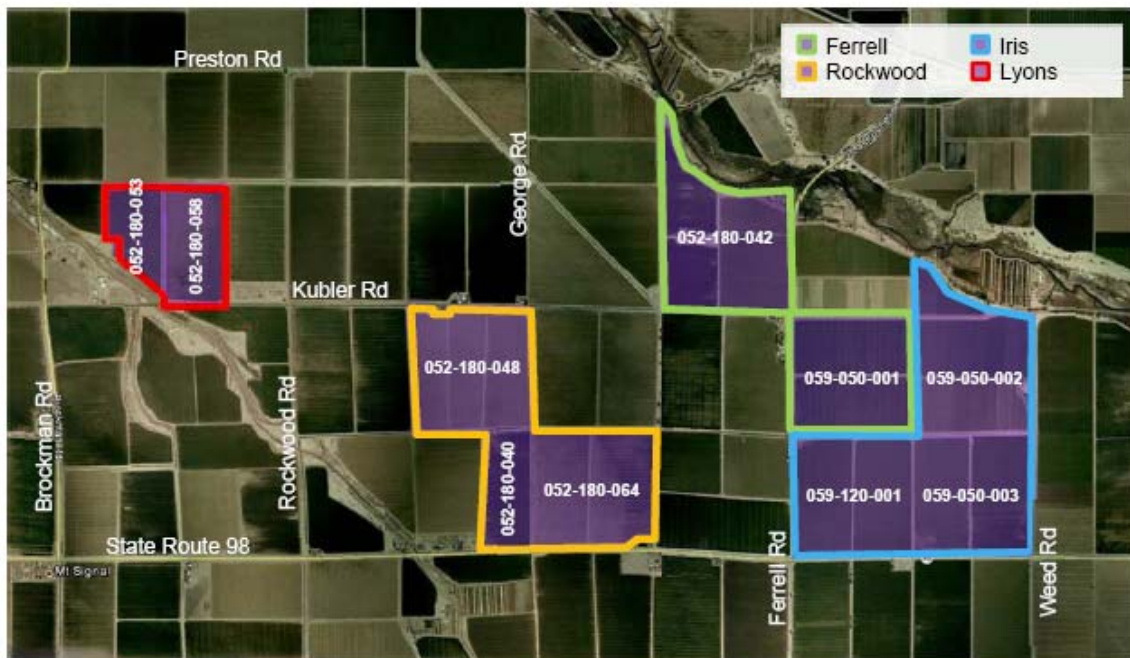 Ferrell
Iris
Rockwood
Lyons
Preston Rd
George Rd
052-180-053
052-180-058
052-180-042
Kubler Rd
052-180-048
059-050-001
059-050-002
Brockman Rd
Rockwood Rd
052-180-040
052-180-064
059-120-001
059-050-003
State Route 98
Ferrell Rd
Weed Rd
Mt Signal